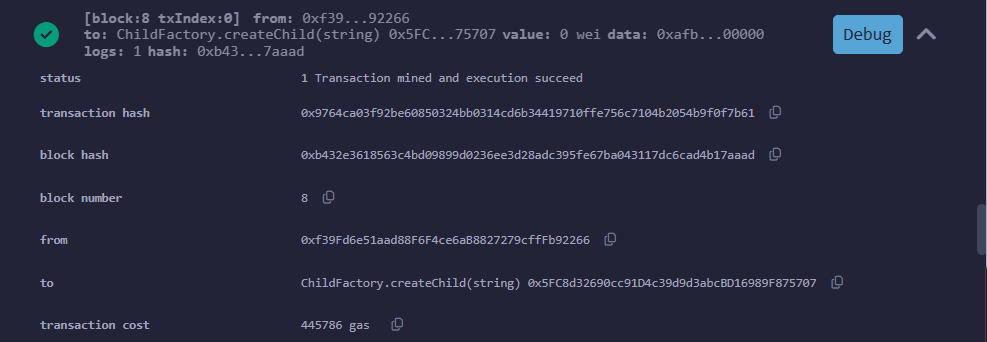 [block:8 txIndex:0] from: 0xf39...92266
to: ChildFactory.createChild(string) 0x5FC...75707 value: 0 wei data: 0xafb...00000
logs: 1 hash: 0xb43...7aaad
Debug
status 1 Transaction mined and execution succeed
transaction hash 0x9764ca03f92be60850324bb0314cd6b34419710ffe756c7104b2054b9f0f7b61
block hash 0xb432e3618563c4bd09899d0236ee3d28adc395fe67ba043117dc6cad4b17aaad
block number 8
from 0xf39Fd6e51aad88F6F4ce6aB8827279cffFb92266
to ChildFactory.createChild(string) 0x5FC8d32690cc91D4c39d9d3abcBD16989F875707
transaction cost 445786 gas